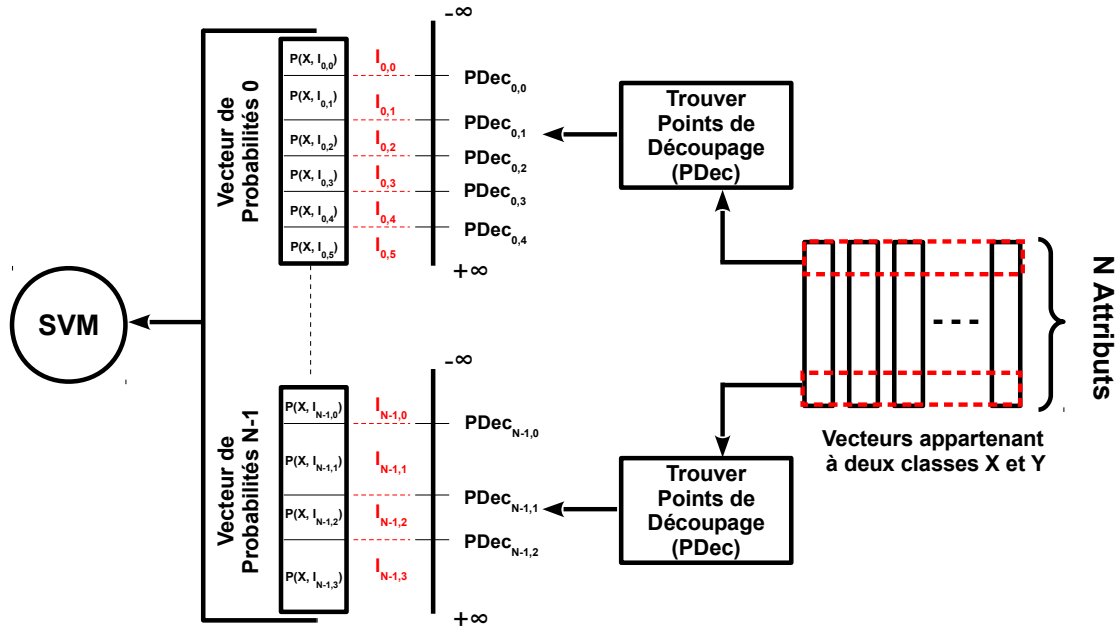 -∞
P(X, I0,0)
I0,0
PDec0,0
P(X, I0,1)
I0,1
PDec0,1
P(X, I0,2)
I0,2
PDec0,2
P(X, I0,3)
I0,3
PDec0,3
P(X, I0,4)
I0,4
PDec0,4
P(X, I0,5)
I0,5
+∞
Vecteur de
Probabilités 0
Trouver
Points de
Découpage
(PDec)
SVM
N Attributs
Vecteurs appartenant
à deux classes X et Y
-∞
P(X, IN-1,0)
IN-1,0
PDecN-1,0
P(X, IN-1,1)
IN-1,1
PDecN-1,1
P(X, IN-1,2)
IN-1,2
PDecN-1,2
P(X, IN-1,3)
IN-1,3
+∞
Vecteur de
Probabilités N-1
Trouver
Points de
Découpage
(PDec)